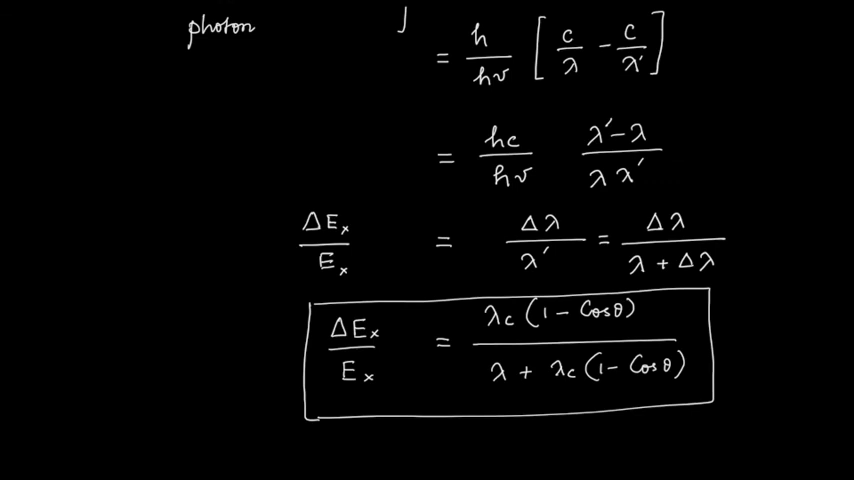 photon
= h/hν [c/λ - c/λ']
= hc/hν λ'-λ/λλ'
ΔEx/Ex = Δλ/λ' = Δλ/λ + Δλ
ΔEx/Ex = λc (1 - Cosθ)/λ + λc (1 - Cosθ)